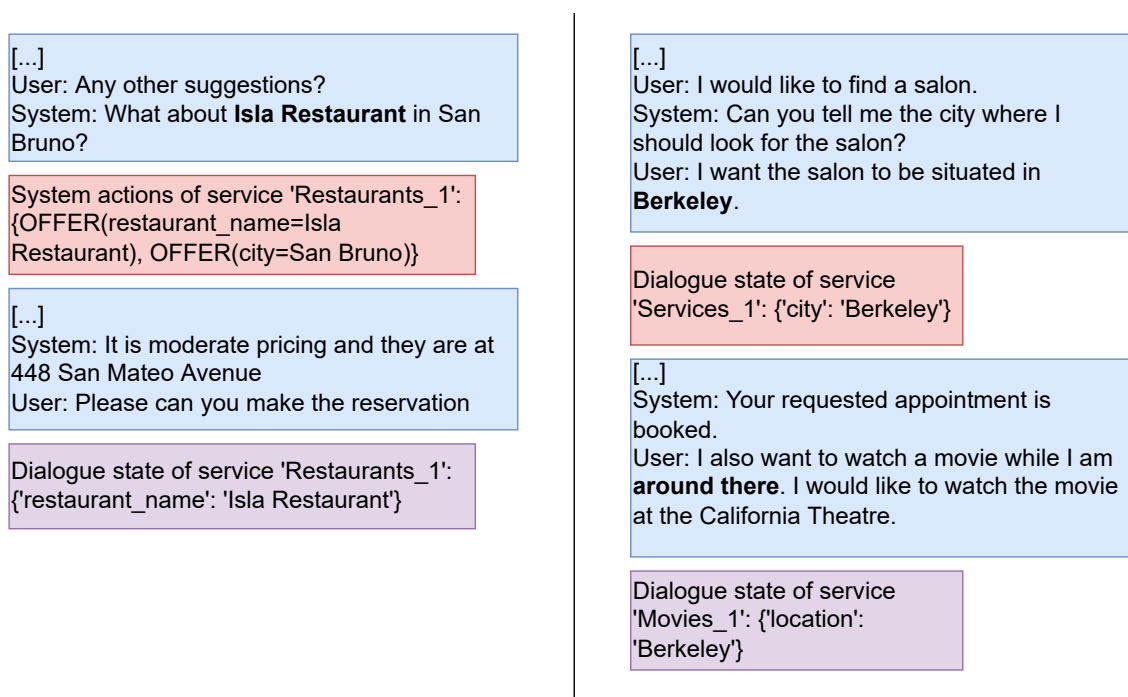 [...]
User: Any other suggestions?
System: What about Isla Restaurant in San
Bruno?
System actions of service 'Restaurants_1':
{OFFER(restaurant_name=Isla
Restaurant), OFFER(city=San Bruno)}
[...]
System: It is moderate pricing and they are at
448 San Mateo Avenue
User: Please can you make the reservation
Dialogue state of service 'Restaurants_1':
{'restaurant_name': 'Isla Restaurant'}
[...]
User: I would like to find a salon.
System: Can you tell me the city where I
should look for the salon?
User: I want the salon to be situated in
Berkeley.
Dialogue state of service
'Services_1': {'city': 'Berkeley'}
[...]
System: Your requested appointment is
booked.
User: I also want to watch a movie while I am
around there. I would like to watch the movie
at the California Theatre.
Dialogue state of service
'Movies_1': {'location':
'Berkeley'}